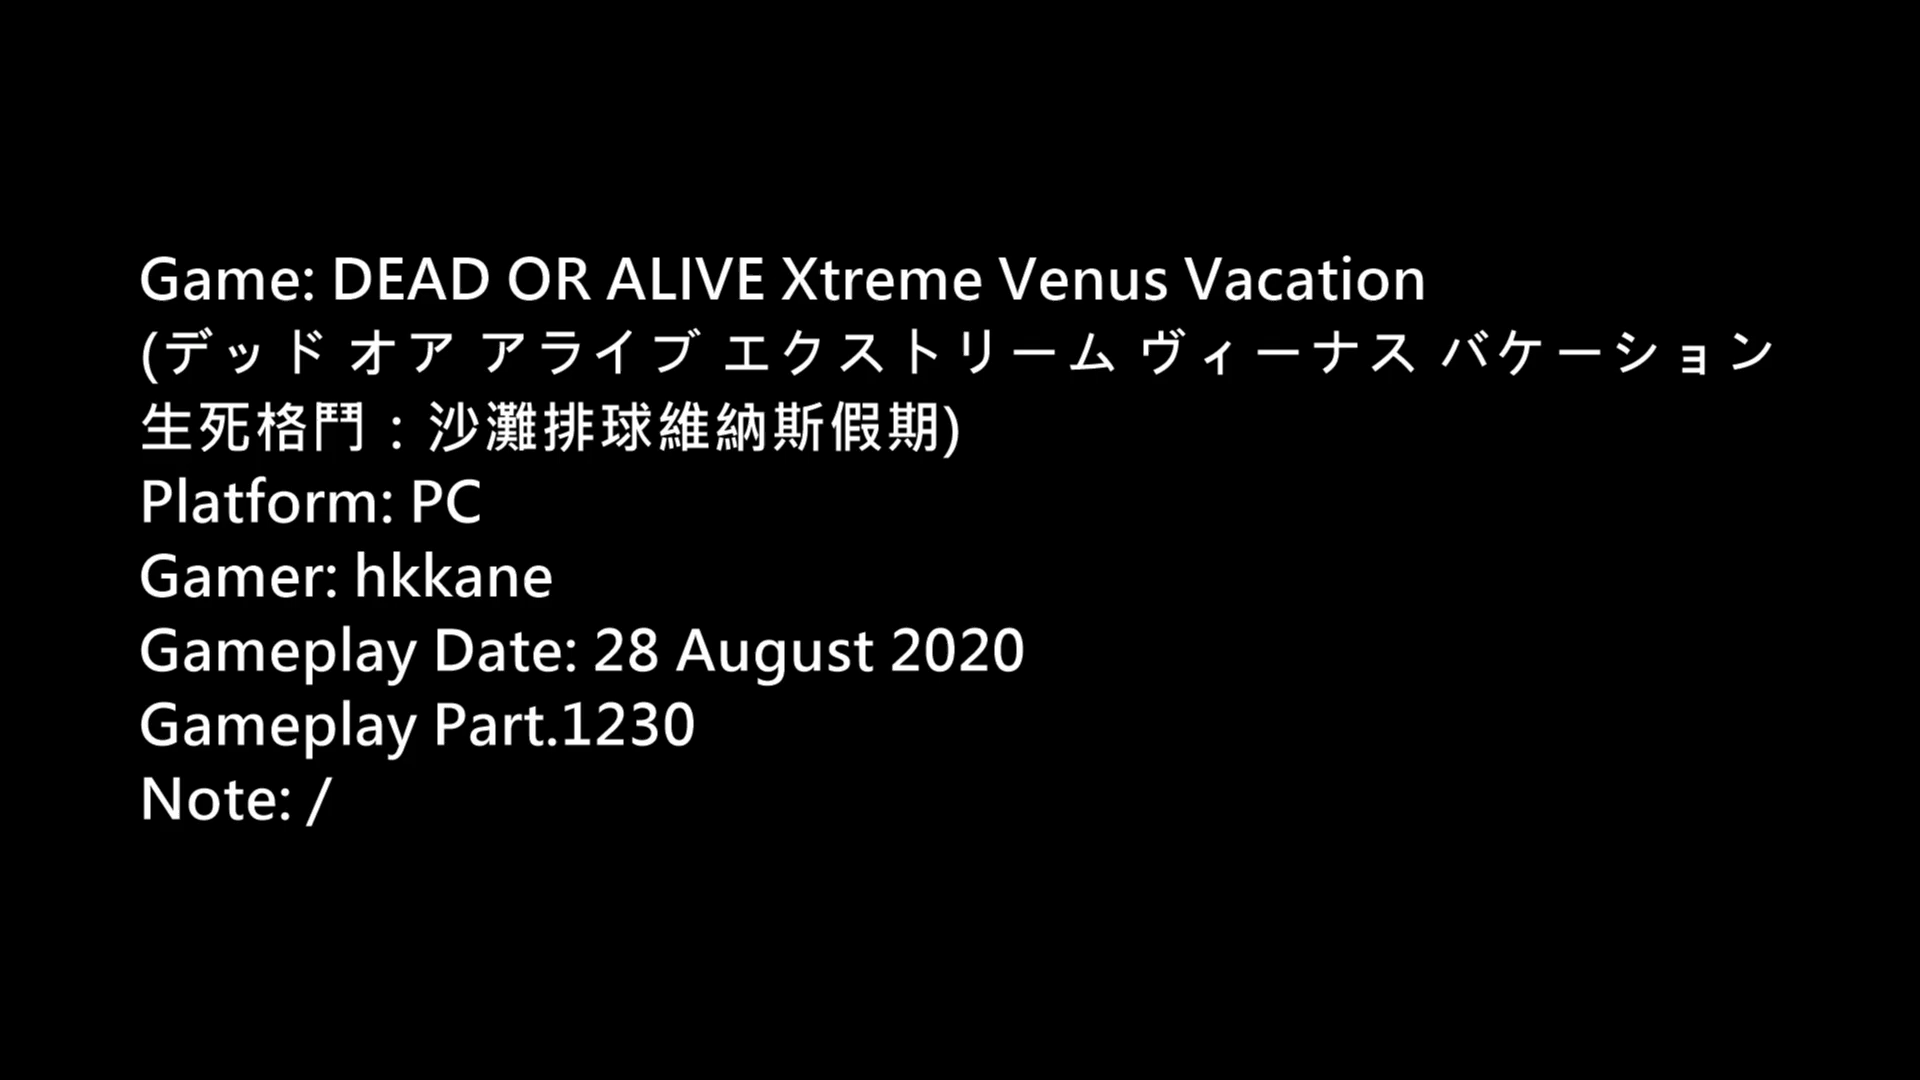 Game: DEAD OR ALIVE Xtreme Venus Vacation
(デッド オア アライブ エクストリーム ヴィーナス バケーション
生死格鬥：沙灘排球維納斯假期)
Platform: PC
Gamer: hkkane
Gameplay Date: 28 August 2020
Gameplay Part.1230
Note: /